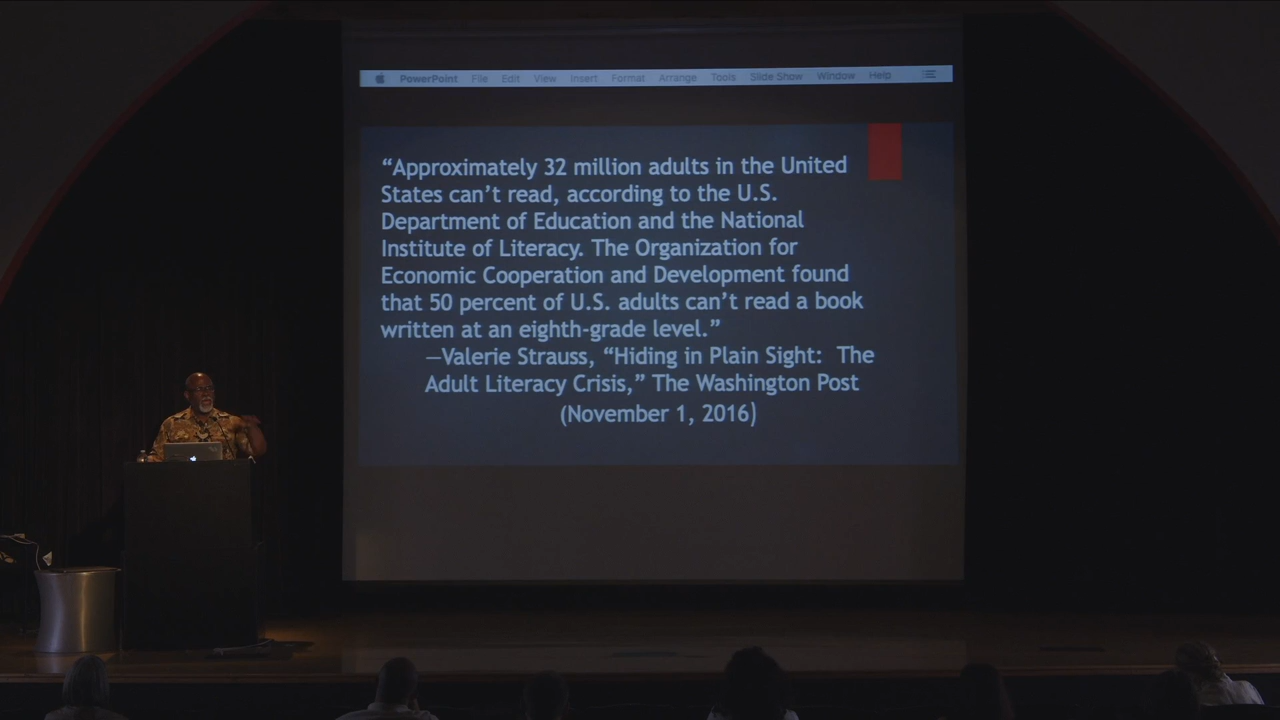 PowerPoint File Edit View Insert Format Arrange Tools Slide Show Window Help
“Approximately 32 million adults in the United
States can’t read, according to the U.S.
Department of Education and the National
Institute of Literacy. The Organization for
Economic Cooperation and Development found
that 50 percent of U.S. adults can’t read a book
written at an eighth-grade level.”
—Valerie Strauss, “Hiding in Plain Sight: The
Adult Literacy Crisis,” The Washington Post
(November 1, 2016)